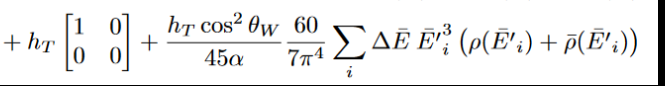 $+ h_T \begin{bmatrix} 1 & 0 \\ 0 & 0 \end{bmatrix} + \frac{h_T \cos^2 \theta_W}{45\alpha} \frac{60}{7\pi^4} \sum_i \Delta \bar{E} \, \bar{E}'^3_i \left( \rho(\bar{E}'_i) + \bar{\rho}(\bar{E}'_i) \right)$